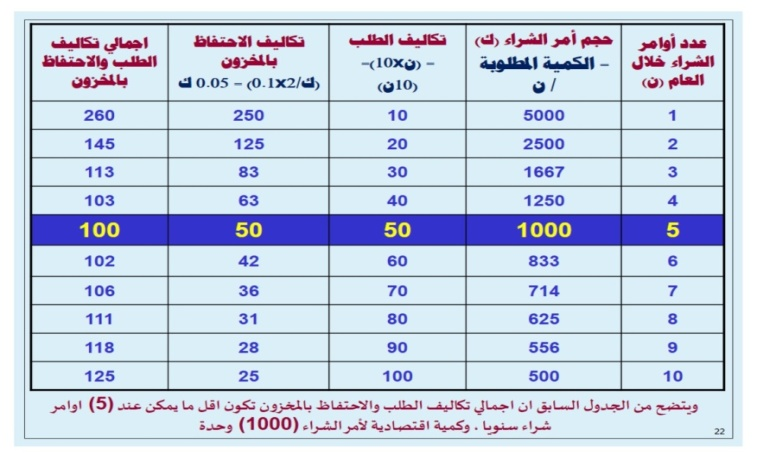 عدد أوامر الشراء خلال العام (ن) | حجم أمر الشراء (ك) – الكمية المطلوبة / ن | تكاليف الطلب – (ن×10)– (10ن) | تكاليف الاحتفاظ بالمخزون (ك/2×0.1) – 0.05 ك | اجمالي تكاليف الطلب والاحتفاظ بالمخزون
1 | 5000 | 10 | 250 | 260
2 | 2500 | 20 | 125 | 145
3 | 1667 | 30 | 83 | 113
4 | 1250 | 40 | 63 | 103
5 | 1000 | 50 | 50 | 100
6 | 833 | 60 | 42 | 102
7 | 714 | 70 | 36 | 106
8 | 625 | 80 | 31 | 111
9 | 556 | 90 | 28 | 118
10 | 500 | 100 | 25 | 125
ويتضح من الجدول السابق ان اجمالي تكاليف الطلب والاحتفاظ بالمخزون تكون اقل ما يمكن عند (5) اوامر
شراء سنويا ، وكمية اقتصادية لأمر الشراء (1000) وحدة
22